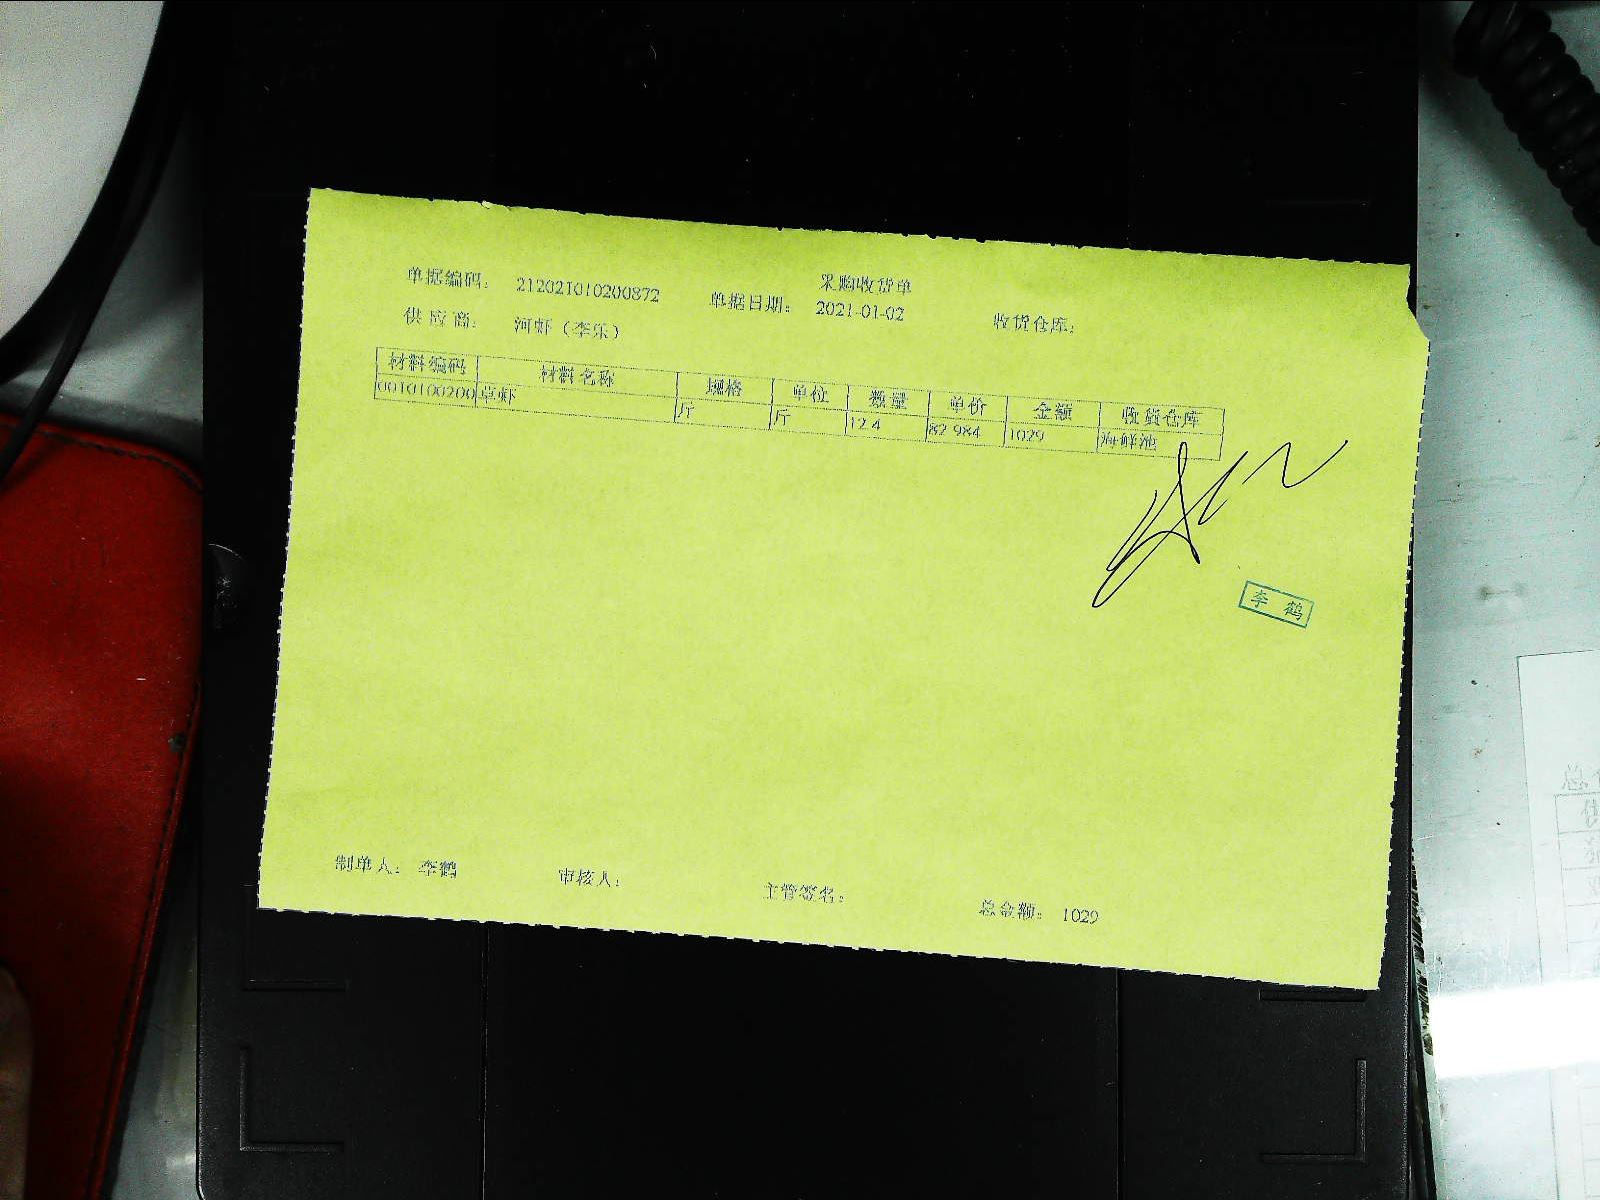 采购收货单
单据编码: 212021010200872 单据日期: 2021-01-02 收货仓库:
供应商: 河虾（李乐）
材料编码 材料名称 规格 单位 数量 单价 金额 收货仓库
0010100200 草虾 斤 斤 12.4 82.984 1029 海鲜池
李鹤
制单人: 李鹤 审核人: 主管签名: 总金额: 1029